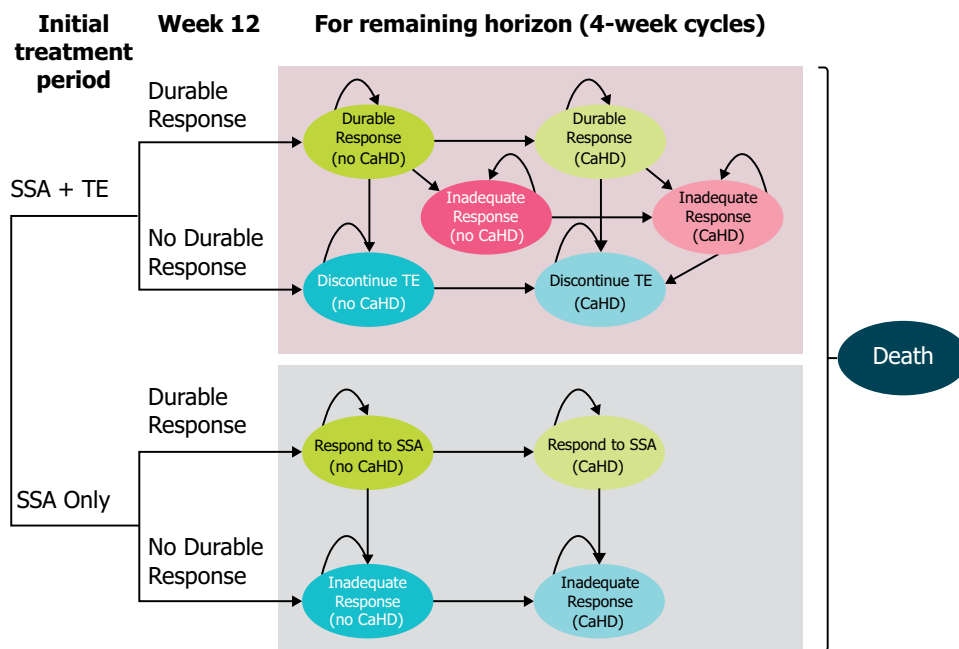 Initial
treatment
period
Week 12
For remaining horizon (4-week cycles)
Durable
Response
SSA + TE
No Durable
Response
Durable
Response
(no CaHD)
Durable
Response
(CaHD)
Inadequate
Response
(no CaHD)
Inadequate
Response
(CaHD)
Discontinue TE
(no CaHD)
Discontinue TE
(CaHD)
Death
Durable
Response
SSA Only
No Durable
Response
Respond to SSA
(no CaHD)
Respond to SSA
(CaHD)
Inadequate
Response
(no CaHD)
Inadequate
Response
(CaHD)